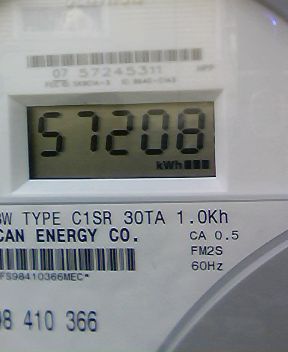 07 57245311
57208
kWh
3W TYPE C1SR 30TA 1.0Kh
CAN ENERGY CO.
CA 0.5
FM2S
60Hz
FS98410366MEC*
98 410 366